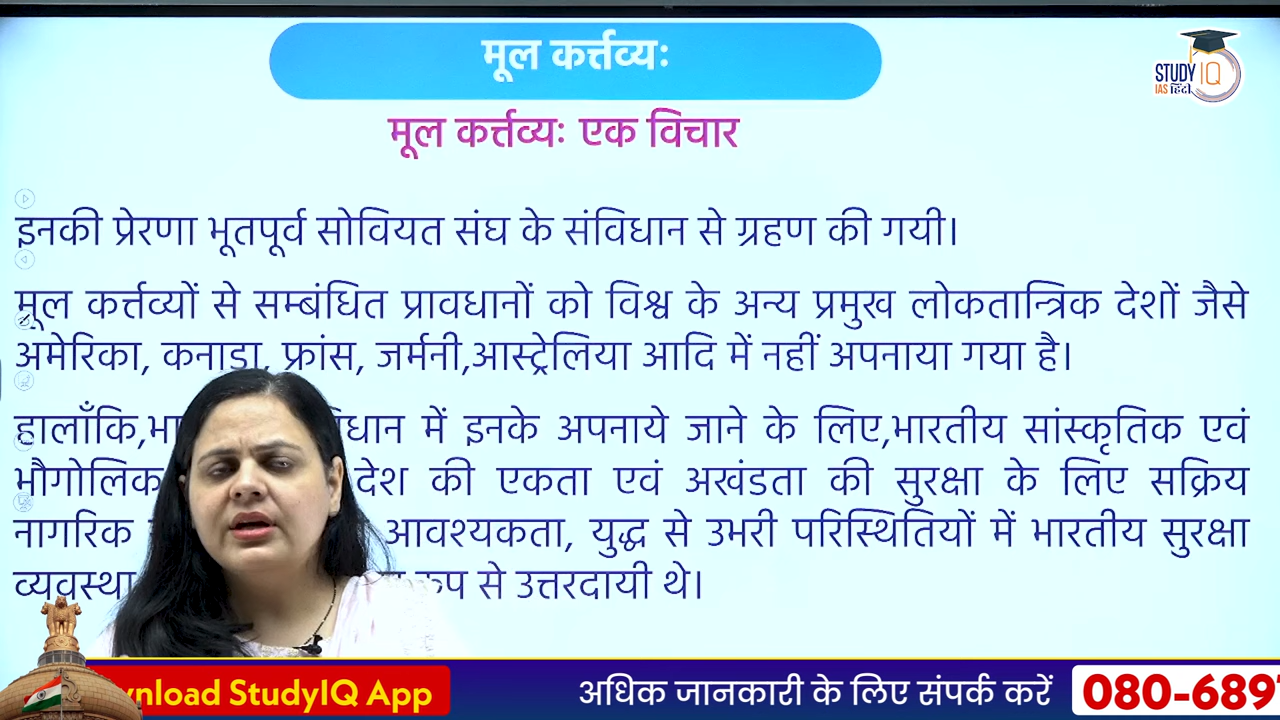 मूल कर्त्तव्यः
STUDY IQ
IAS हिंदी
मूल कर्त्तव्यः एक विचार
इनकी प्रेरणा भूतपूर्व सोवियत संघ के संविधान से ग्रहण की गयी।
मूल कर्त्तव्यों से सम्बंधित प्रावधानों को विश्व के अन्य प्रमुख लोकतान्त्रिक देशों जैसे
अमेरिका, कनाडा, फ्रांस, जर्मनी,आस्ट्रेलिया आदि में नहीं अपनाया गया है।
हालाँकि, में इनके अपनाये जाने के लिए,भारतीय सांस्कृतिक एवं
भौगोलिक देश की एकता एवं अखंडता की सुरक्षा के लिए सक्रिय
नागरिक आवश्यकता, युद्ध से उभरी परिस्थितियों में भारतीय सुरक्षा
व्यवस्था से उत्तरदायी थे।
StudyIQ App
अधिक जानकारी के लिए संपर्क करें
080-689